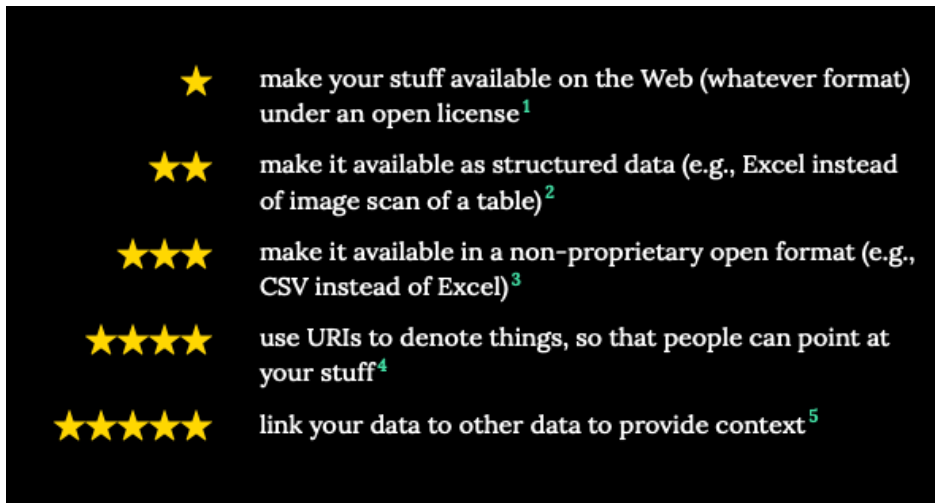 ★ make your stuff available on the Web (whatever format)
under an open license¹
★★ make it available as structured data (e.g., Excel instead
of image scan of a table)²
★★★ make it available in a non-proprietary open format (e.g.,
CSV instead of Excel)³
★★★★ use URIs to denote things, so that people can point at
your stuff⁴
★★★★★ link your data to other data to provide context⁵